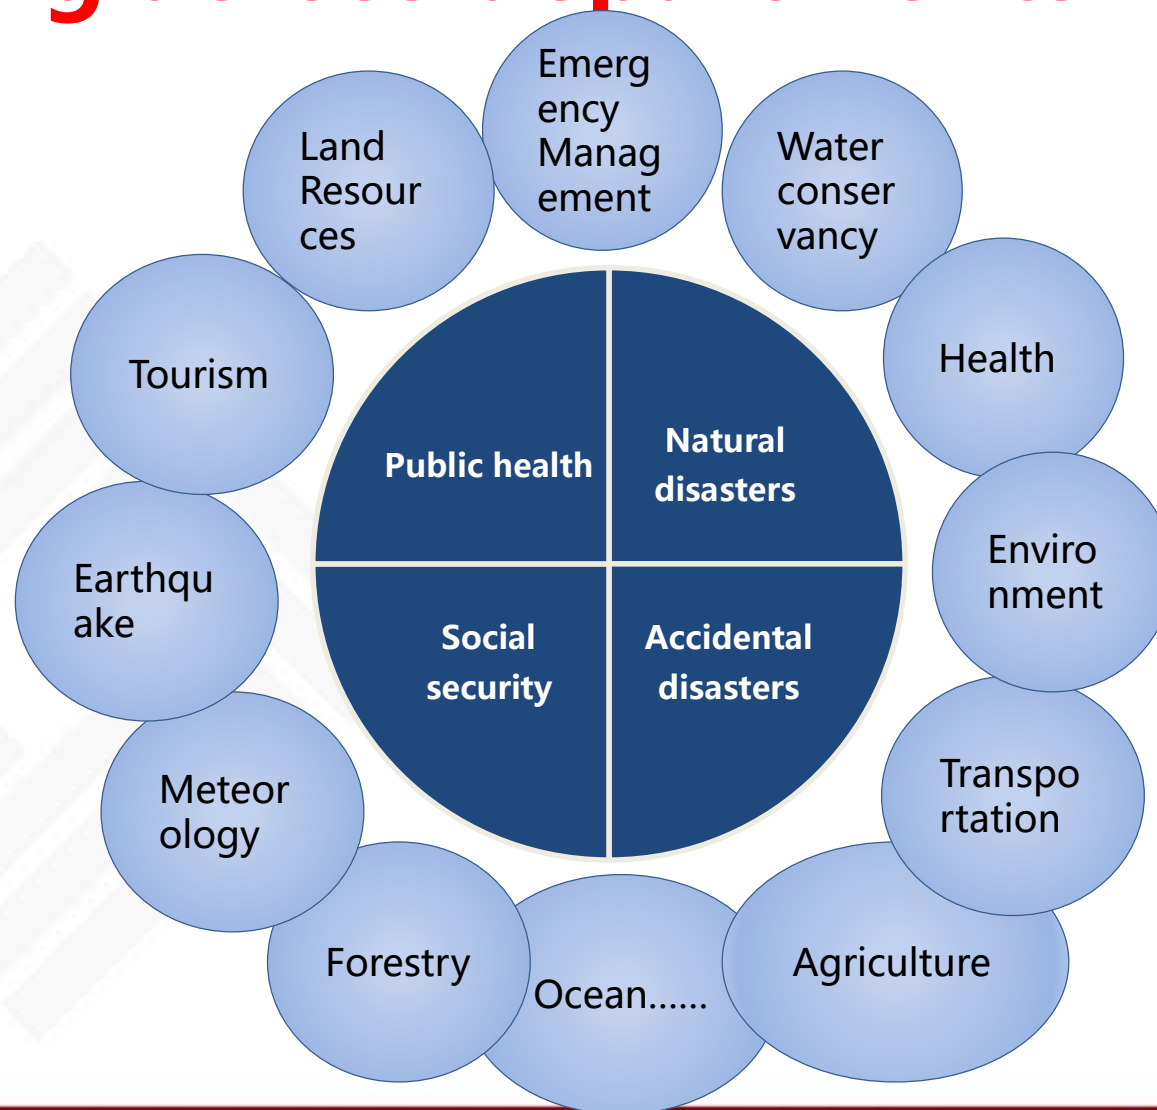 Emerg
ency
Manag
ement
Land
Resour
ces
Water
conser
vancy
Tourism
Health
Public health
Natural
disasters
Earthqu
ake
Enviro
nment
Social
security
Accidental
disasters
Meteor
ology
Transpo
rtation
Forestry
Ocean......
Agriculture